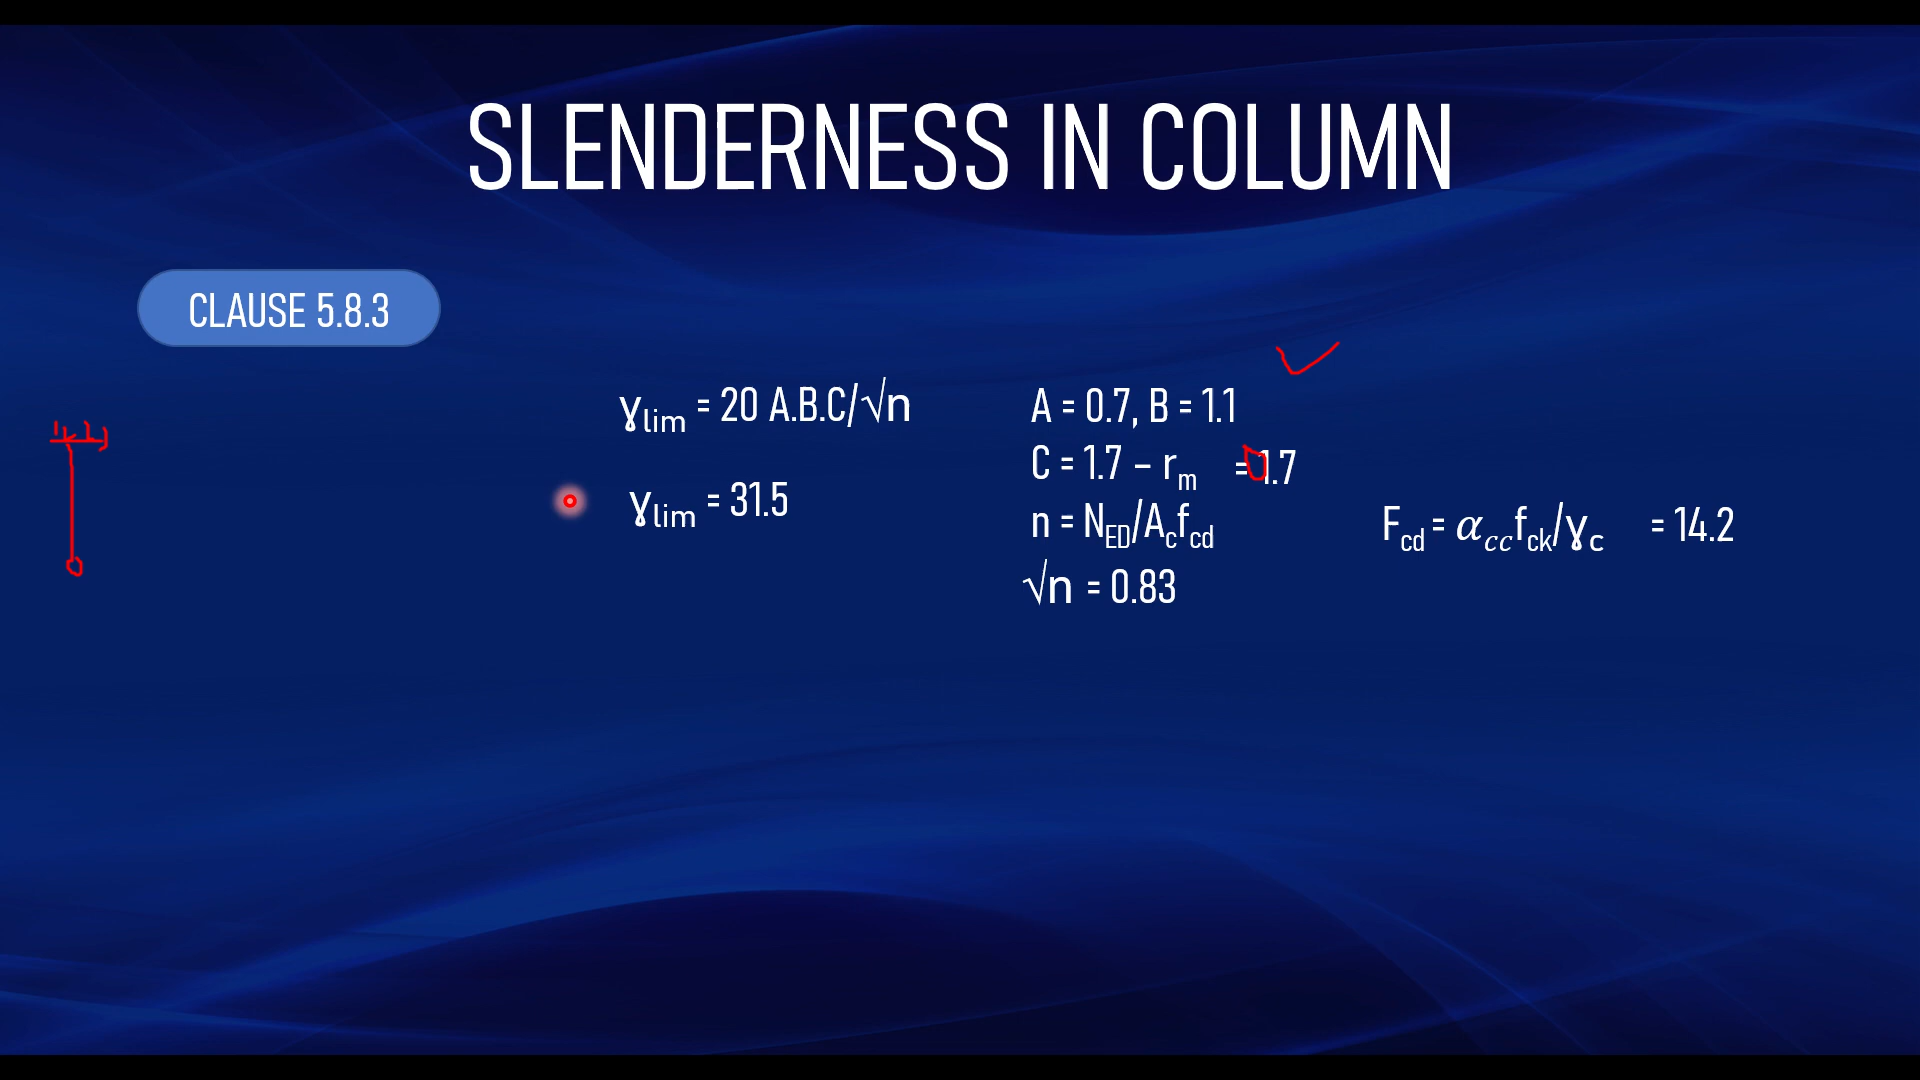 SLENDERNESS IN COLUMN
CLAUSE 5.8.3
ɣlim = 20 A.B.C/√n
ɣlim = 31.5
A = 0.7, B = 1.1
C = 1.7 – rm = 1.7
n = NED/Acfcd
√n = 0.83
Fcd = αccfck/ɣc = 14.2